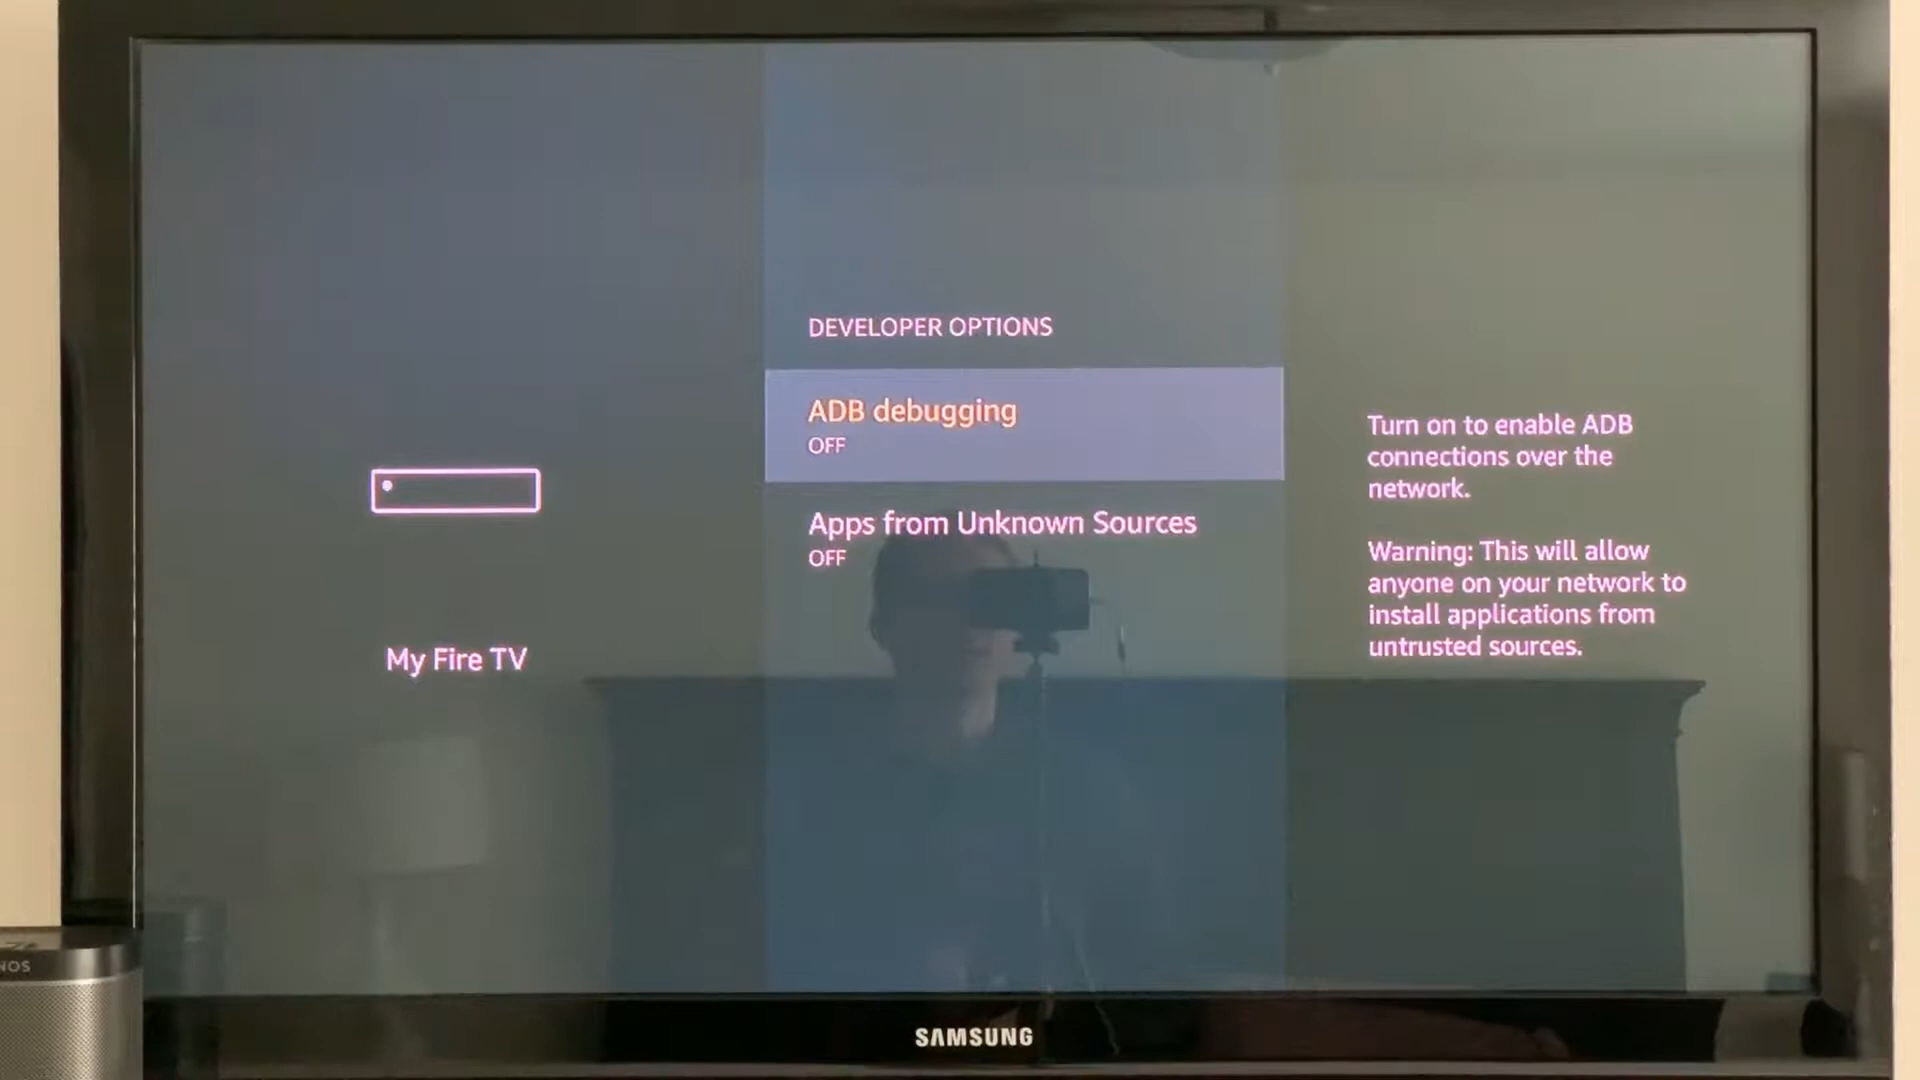 DEVELOPER OPTIONS
ADB debugging
OFF
Apps from Unknown Sources
OFF
My Fire TV
Turn on to enable ADB
connections over the
network.
Warning: This will allow
anyone on your network to
install applications from
untrusted sources.
SAMSUNG
NOS